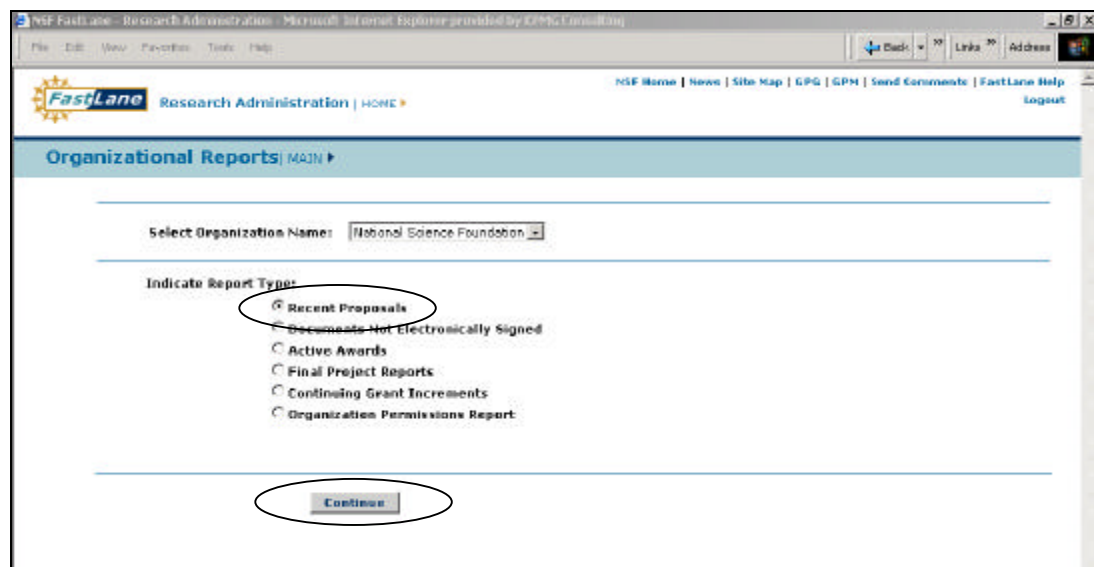 NSF FastLane - Research Administration - Microsoft Internet Explorer provided by KPMG Consulting
File Edit View Favorites Tools Help
Back Links Address
NSF Home | News | Site Map | GPG | GPM | Send Comments | FastLane Help
Logout
FastLane Research Administration | HOME
Organizational Reports | MAIN
Select Organization Name: National Science Foundation
Indicate Report Type:
Recent Proposals
Documents Not Electronically Signed
Active Awards
Final Project Reports
Continuing Grant Increments
Organization Permissions Report
Continue